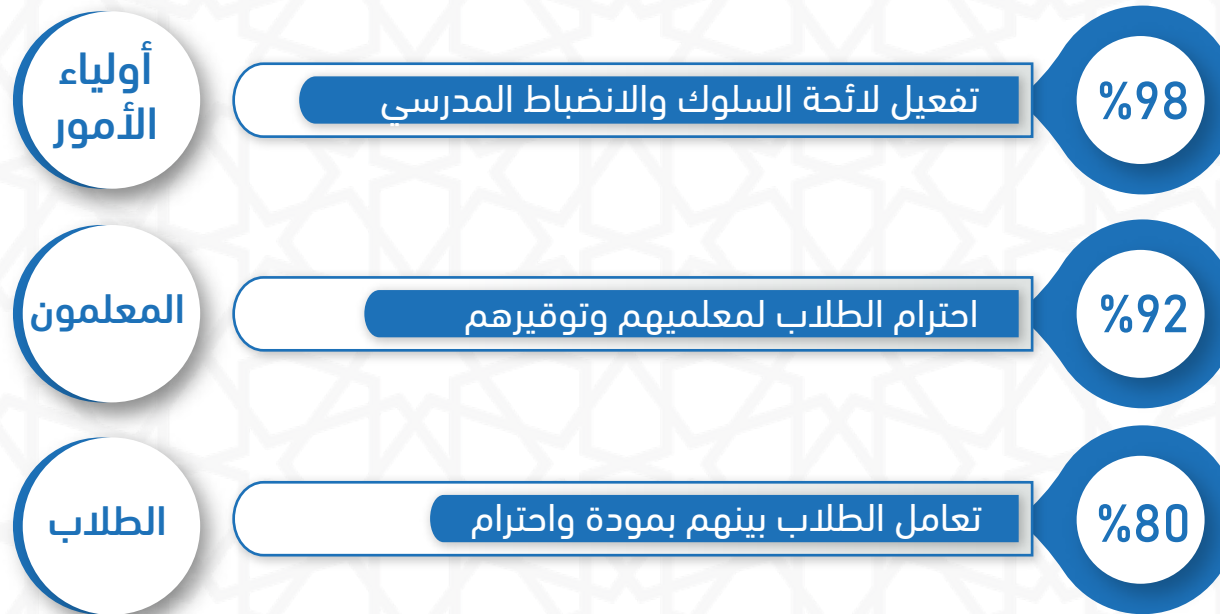 %98
تفعيل لائحة السلوك والانضباط المدرسي
أولياء
الأمور
%92
احترام الطلاب لمعلميهم وتوقيرهم
المعلمون
%80
تعامل الطلاب بينهم بمودة واحترام
الطلاب